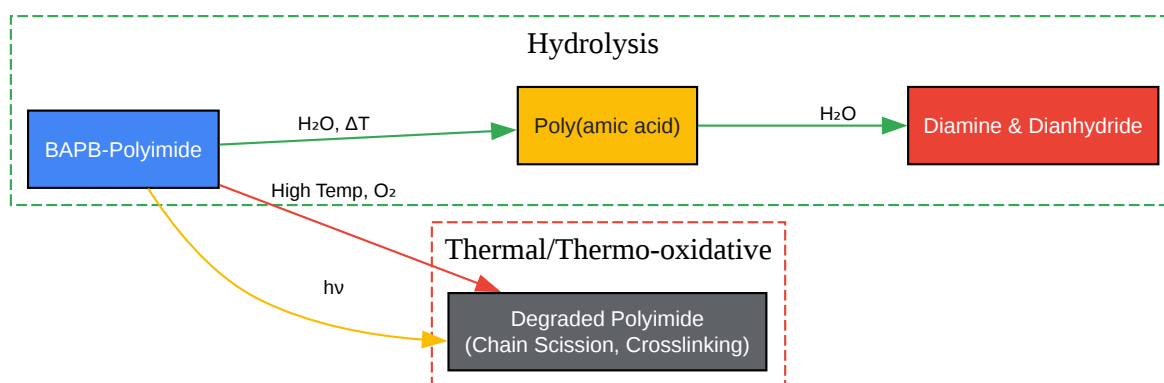 Hydrolysis
H₂O, ΔT
Poly(amic acid)
H₂O
Diamine & Dianhydride
BAPB-Polyimide
High Temp, O₂
Thermal/Thermo-oxidative
hν
Degraded Polyimide
(Chain Scission, Crosslinking)